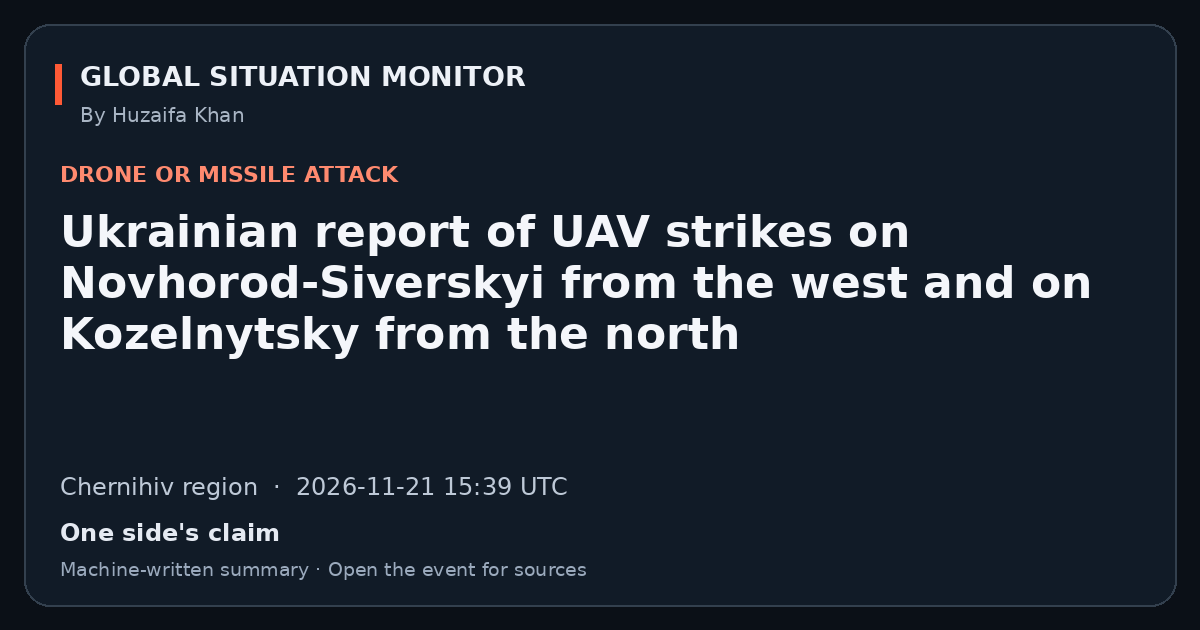 GLOBAL SITUATION MONITOR
By Huzaifa Khan
DRONE OR MISSILE ATTACK
Ukrainian report of UAV strikes on
Novhorod-Siverskyi from the west and on
Kozelnytsky from the north
Chernihiv region · 2026-11-21 15:39 UTC
One side's claim
Machine-written summary · Open the event for sources